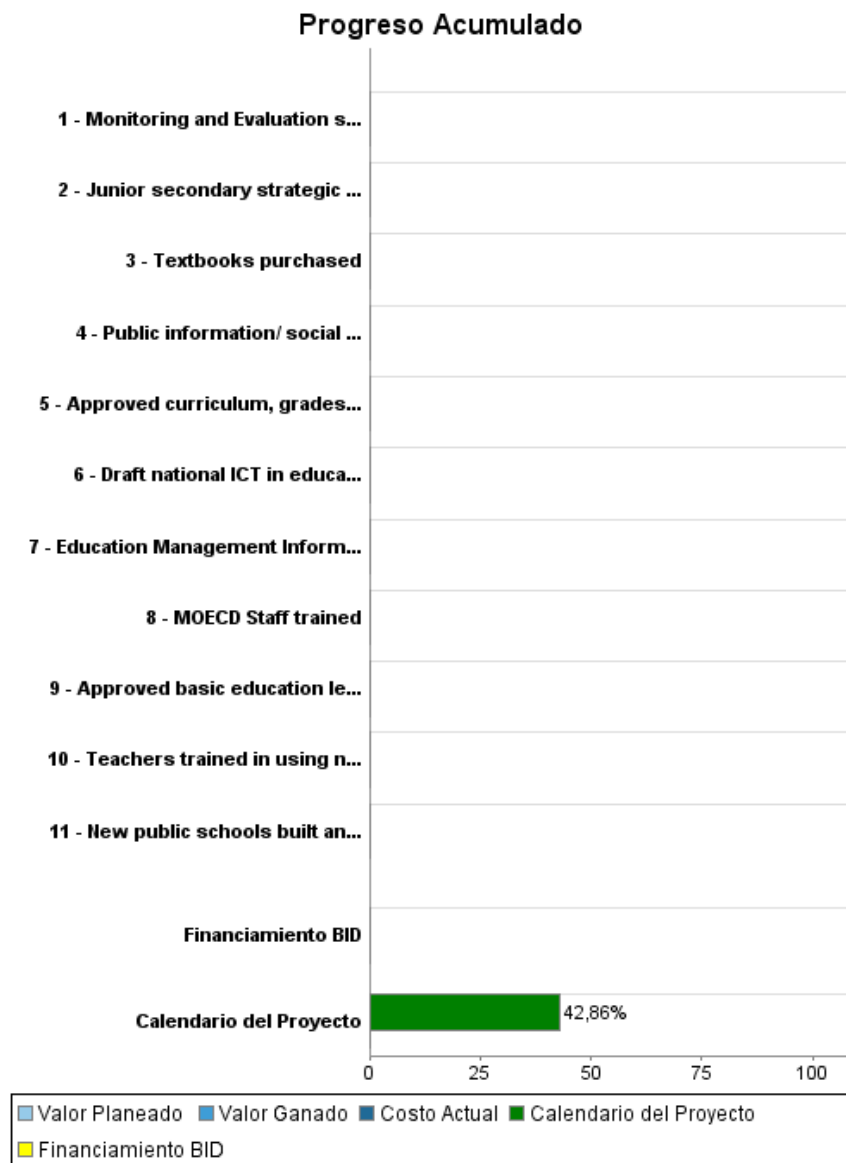 Progreso Acumulado
1 - Monitoring and Evaluation s...
2 - Junior secondary strategic ...
3 - Textbooks purchased
4 - Public information/ social ...
5 - Approved curriculum, grades...
6 - Draft national ICT in educa...
7 - Education Management Inform...
8 - MOECD Staff trained
9 - Approved basic education le...
10 - Teachers trained in using n...
11 - New public schools built an...
Financiamiento BID
Calendario del Proyecto 42,86%
0 25 50 75 100
Valor Planeado Valor Ganado Costo Actual Calendario del Proyecto
Financiamiento BID